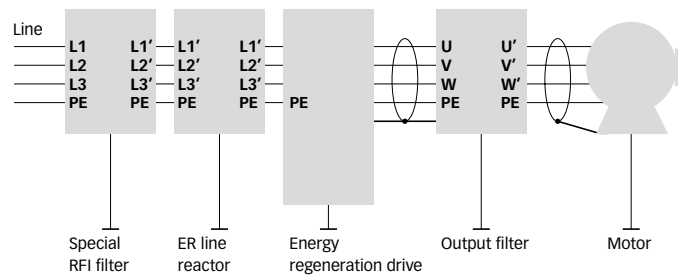 Line
L1 L1′ L1′ L1′ U U′
L2 L2′ L2′ L2′ V V′
L3 L3′ L3′ L3′ W W′
PE PE PE PE PE PE PE
Special
RFI filter
ER line
reactor
Energy
regeneration drive
Output filter
Motor